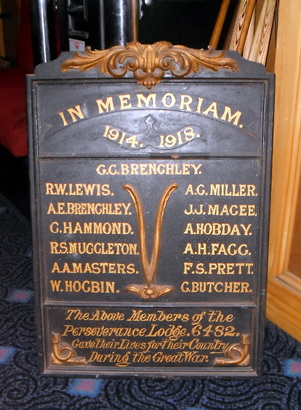 IN MEMORIAM.
1914. 1918.
G.C. BRENCHLEY.
R.W. LEWIS. A.G. MILLER.
A.E. BRENCHLEY. J.J. MAGEE.
G. HAMMOND. A. HOBDAY.
R.S. MUGGLETON. A.H. FAGG.
A.A. MASTERS. F.S. PRETT.
W. HOGBIN. C. BUTCHER.
The Above Members of the
Perseverance Lodge, 6482.
Gave Their Lives for Their Country
During the Great War.